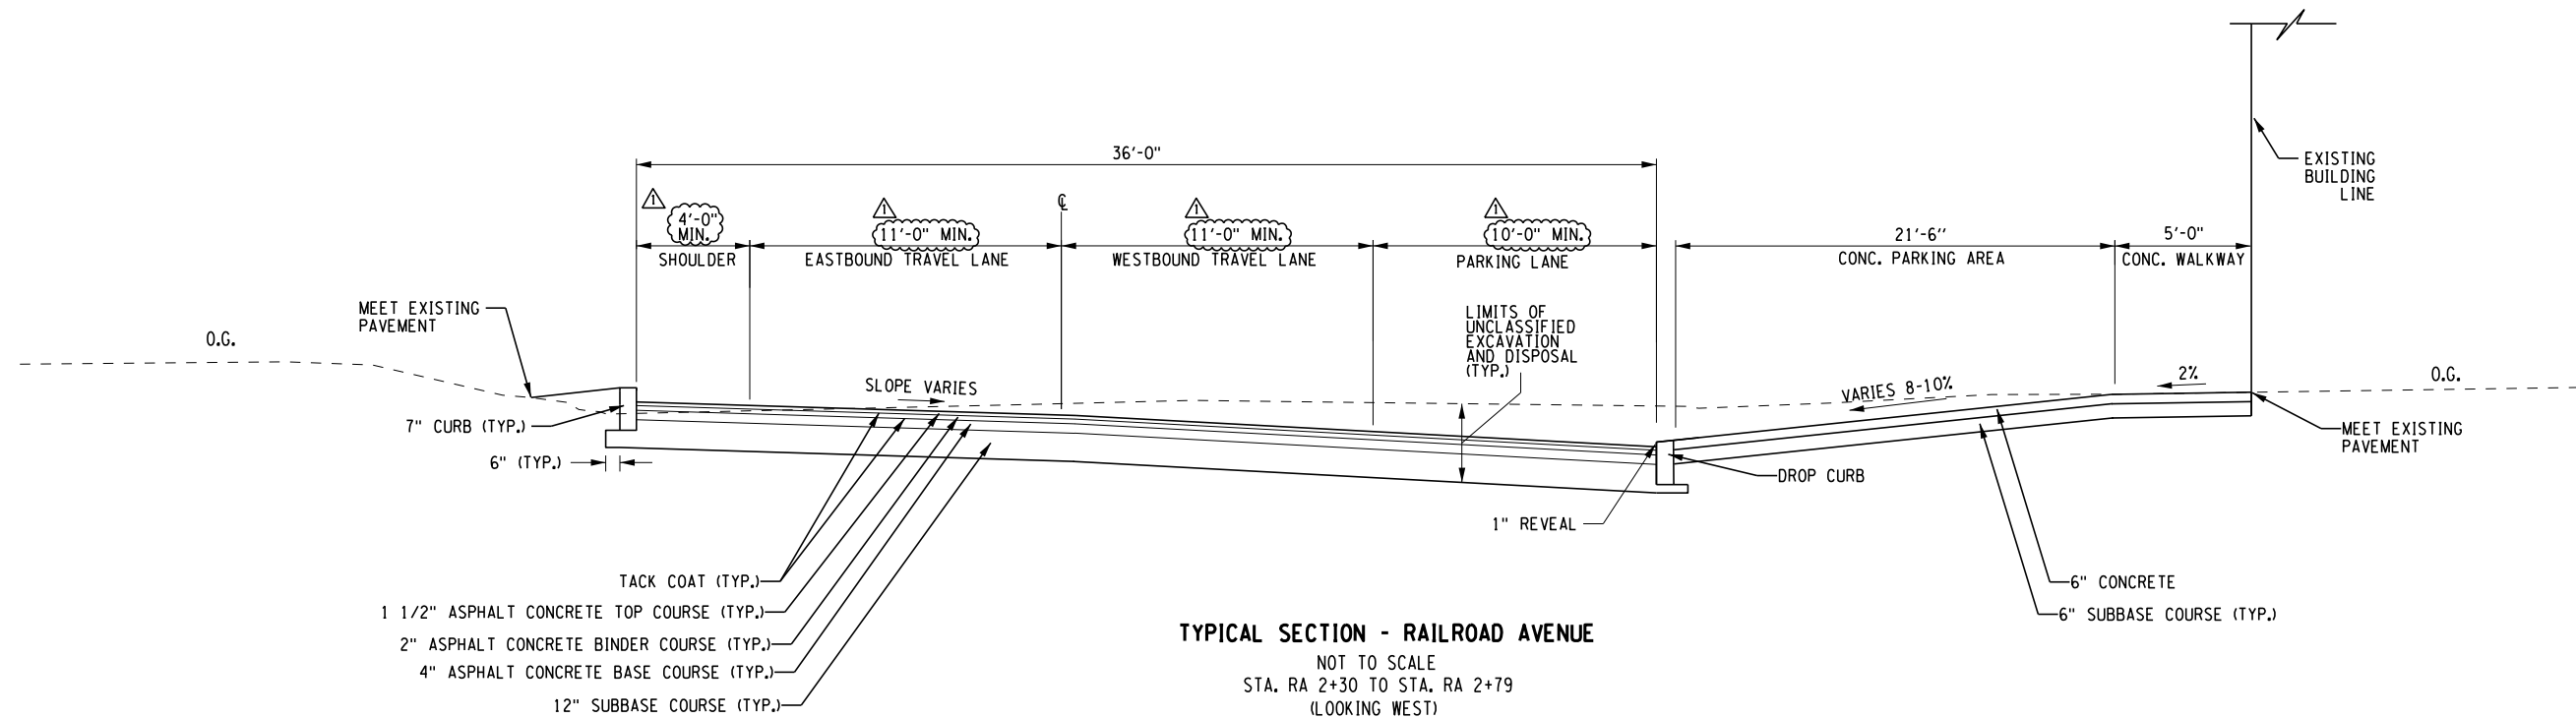 36'-0"
1
4'-0"
MIN.
SHOULDER
1
11'-0" MIN.
EASTBOUND TRAVEL LANE
℄
1
11'-0" MIN.
WESTBOUND TRAVEL LANE
1
10'-0" MIN.
PARKING LANE
21'-6"
CONC. PARKING AREA
5'-0"
CONC. WALKWAY
EXISTING
BUILDING
LINE
MEET EXISTING
PAVEMENT
O.G.
SLOPE VARIES
LIMITS OF
UNCLASSIFIED
EXCAVATION
AND DISPOSAL
(TYP.)
VARIES 8-10%
2%
O.G.
7" CURB (TYP.)
6" (TYP.)
MEET EXISTING
PAVEMENT
DROP CURB
1" REVEAL
TACK COAT (TYP.)
1 1/2" ASPHALT CONCRETE TOP COURSE (TYP.)
2" ASPHALT CONCRETE BINDER COURSE (TYP.)
4" ASPHALT CONCRETE BASE COURSE (TYP.)
12" SUBBASE COURSE (TYP.)
6" CONCRETE
6" SUBBASE COURSE (TYP.)
TYPICAL SECTION - RAILROAD AVENUE
NOT TO SCALE
STA. RA 2+30 TO STA. RA 2+79
(LOOKING WEST)